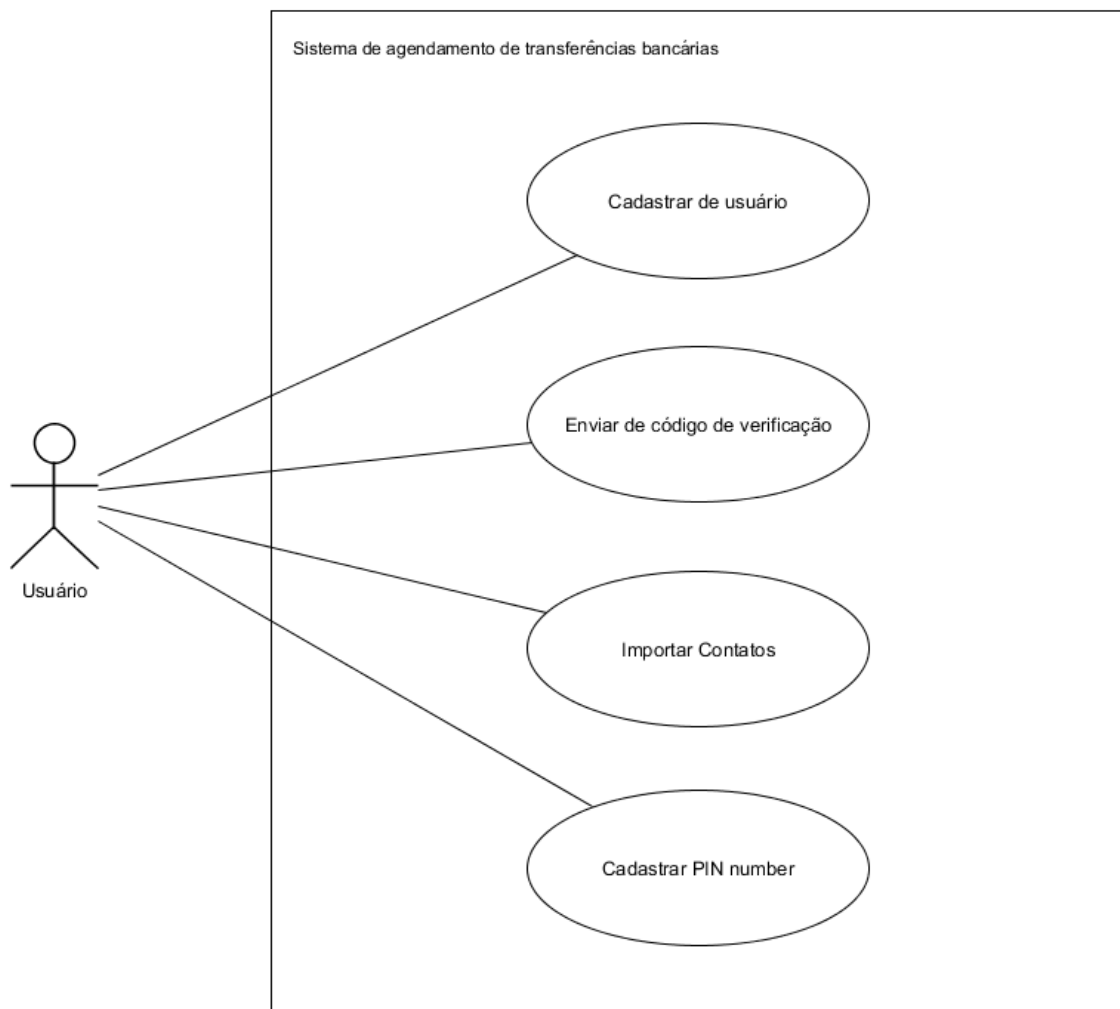 Sistema de agendamento de transferências bancárias
Cadastrar de usuário
Enviar de código de verificação
Usuário
Importar Contatos
Cadastrar PIN number